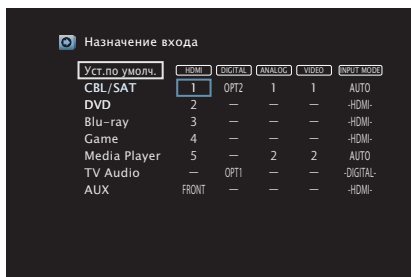 Назначение входа
Уст.по умолч. HDMI DIGITAL ANALOG VIDEO INPUT MODE
CBL/SAT 1 OPT2 1 1 AUTO
DVD 2 — — — -HDMI-
Blu-ray 3 — — — -HDMI-
Game 4 — — — -HDMI-
Media Player 5 — 2 2 AUTO
TV Audio — OPT1 — — -DIGITAL-
AUX FRONT — — — -HDMI-